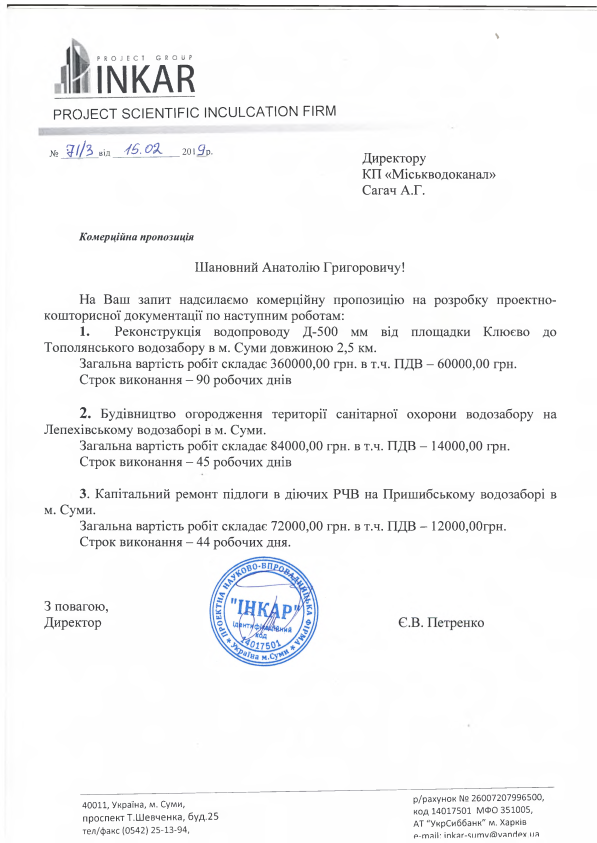 PROJECT GROUP
INKAR
PROJECT SCIENTIFIC INCULCATION FIRM
№ 71/3 від 15.02 2019р.
Директору
КП «Міськводоканал»
Сагач А.Г.
Комерційна пропозиція
Шановний Анатолію Григоровичу!
На Ваш запит надсилаємо комерційну пропозицію на розробку проектно-
кошторисної документації по наступним роботам:
1. Реконструкція водопроводу Д-500 мм від площадки Клюєво до
Тополянського водозабору в м. Суми довжиною 2,5 км.
Загальна вартість робіт складає 360000,00 грн. в т.ч. ПДВ – 60000,00 грн.
Строк виконання – 90 робочих днів
2. Будівництво огородження території санітарної охорони водозабору на
Лепехівському водозаборі в м. Суми.
Загальна вартість робіт складає 84000,00 грн. в т.ч. ПДВ – 14000,00 грн.
Строк виконання – 45 робочих днів
3. Капітальний ремонт підлоги в діючих РЧВ на Пришибському водозаборі в
м. Суми.
Загальна вартість робіт складає 72000,00 грн. в т.ч. ПДВ – 12000,00грн.
Строк виконання – 44 робочих дня.
З повагою,
Директор
Є.В. Петренко
ПРОЕКТНА НАУКОВО-ВПРОВАДНИЦЬКА ФІРМА
"ІНКАР"
Ідентифікаційний
код
14017501
* Україна м.Суми *
40011, Україна, м. Суми,
проспект Т.Шевченка, буд.25
тел/факс (0542) 25-13-94,
р/рахунок № 26007207996500,
код 14017501 МФО 351005,
АТ “УкрСиббанк” м. Харків
e-mail: inkar-sumy@yandex.ua